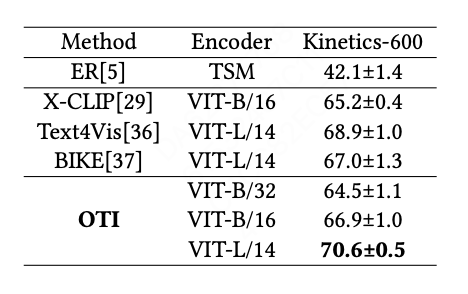 Method Encoder Kinetics-600
ER[5] TSM 42.1±1.4
X-CLIP[29] VIT-B/16 65.2±0.4
Text4Vis[36] VIT-L/14 68.9±1.0
BIKE[37] VIT-L/14 67.0±1.3
VIT-B/32 64.5±1.1
OTI VIT-B/16 66.9±1.0
VIT-L/14 70.6±0.5